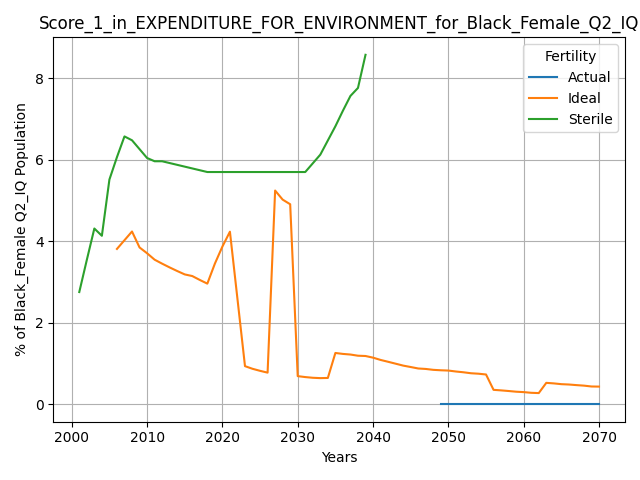 Score_1_in_EXPENDITURE_FOR_ENVIRONMENT_for_Black_Female_Q2_IQ
Fertility
Actual
Ideal
Sterile
% of Black_Female Q2_IQ Population
8
6
4
2
0
2000 2010 2020 2030 2040 2050 2060 2070
Years